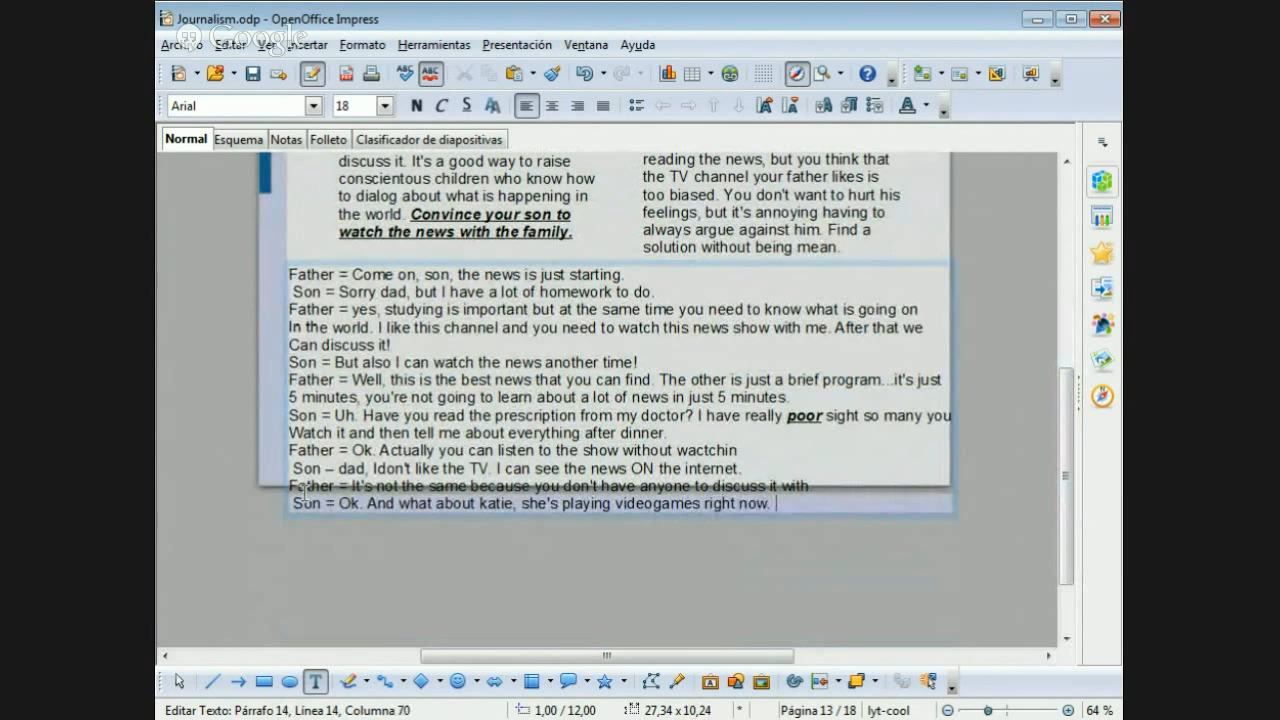 Journalism.odp - OpenOffice Impress
Google
Archivo Editar Ver Insertar Formato Herramientas Presentación Ventana Ayuda
Arial 18 N C S
Normal Esquema Notas Folleto Clasificador de diapositivas
discuss it. It's a good way to raise
conscientous children who know how
to dialog about what is happening in
the world. Convince your son to
watch the news with the family.
reading the news, but you think that
the TV channel your father likes is
too biased. You don't want to hurt his
feelings, but it's annoying having to
always argue against him. Find a
solution without being mean.
Father = Come on, son, the news is just starting.
Son = Sorry dad, but I have a lot of homework to do.
Father = yes, studying is important but at the same time you need to know what is going on
In the world. I like this channel and you need to watch this news show with me. After that we
Can discuss it!
Son = But also I can watch the news another time!
Father = Well, this is the best news that you can find. The other is just a brief program...it's just
5 minutes, you're not going to learn about a lot of news in just 5 minutes.
Son = Uh. Have you read the prescription from my doctor? I have really poor sight so many you
Watch it and then tell me about everything after dinner.
Father = Ok. Actually you can listen to the show without wactchin
Son – dad, Idon't like the TV. I can see the news ON the internet.
Father = It's not the same because you don't have anyone to discuss it with
Son = Ok. And what about katie, she's playing videogames right now.
Editar Texto: Párrafo 14, Línea 14, Columna 70 1,00 / 12,00 27,34 x 10,24 * Página 13 / 18 lyt-cool 64 %